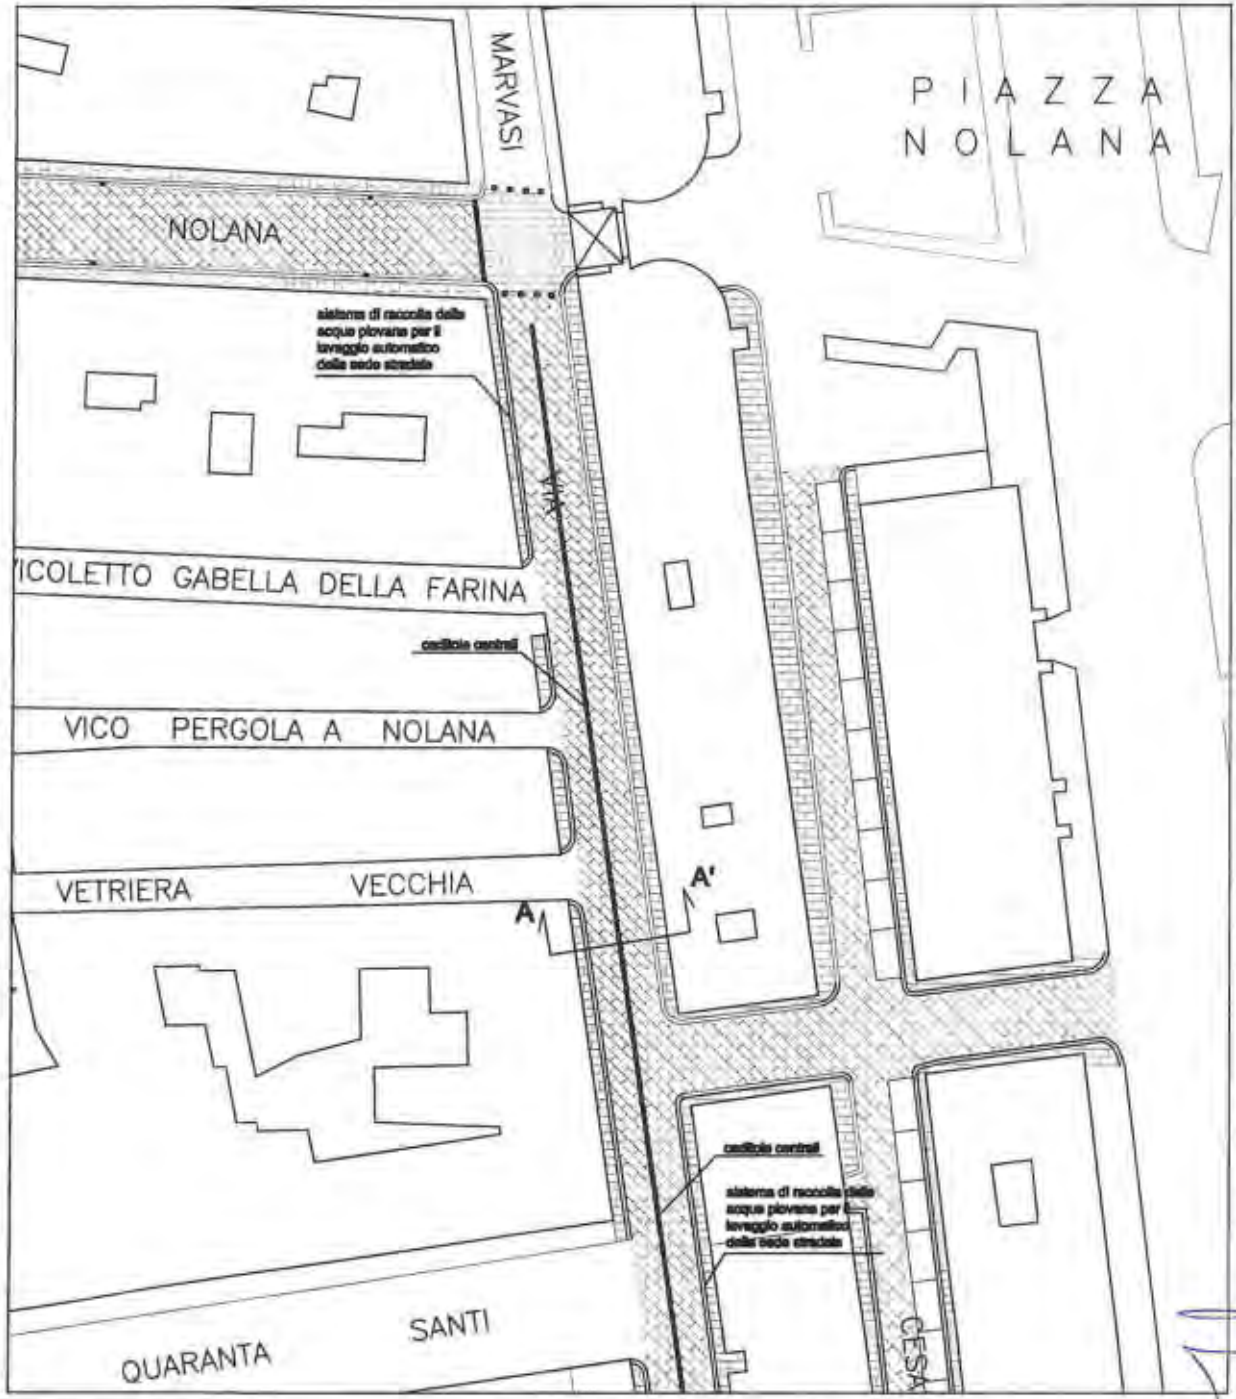 MARVASI
PIAZZA
NOLANA
NOLANA
sistema di raccolta delle
acque piovane per il
lavaggio automatico
della sede stradale
VIA
VICOLETTO GABELLA DELLA FARINA
caditoie centrali
VICO PERGOLA A NOLANA
VETRIERA VECCHIA
A
A'
caditoie centrali
sistema di raccolta delle
acque piovane per il
lavaggio automatico
della sede stradale
QUARANTA SANTI
CESA